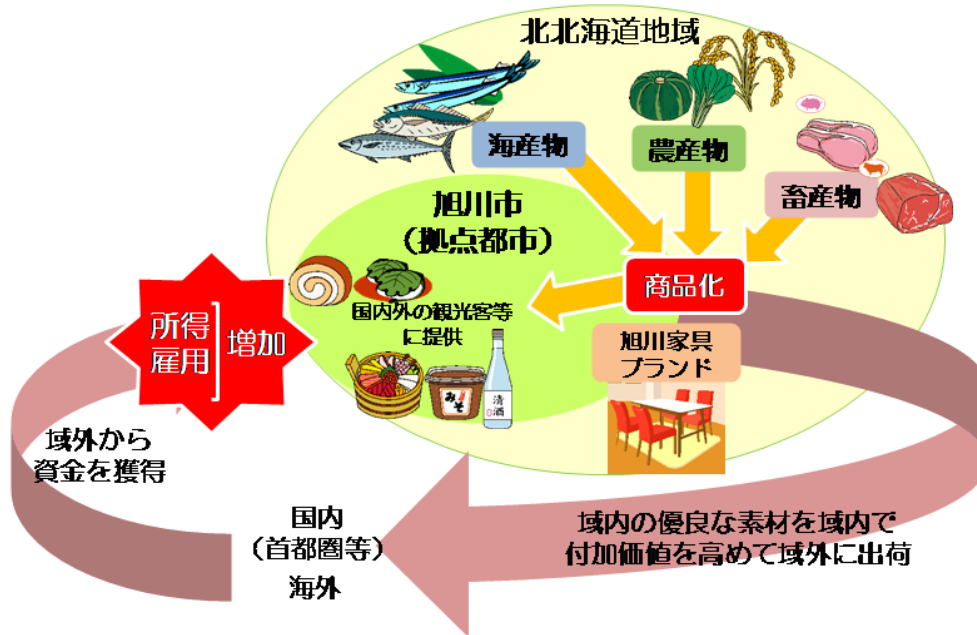 北北海道地域
海産物
農産物
畜産物
旭川市
（拠点都市）
商品化
国内外の観光客等
に提供
みそ
清酒
旭川家具
ブランド
所得
雇用
増加
域外から
資金を獲得
国内
（首都圏等）
海外
域内の優良な素材を域内で
付加価値を高めて域外に出荷